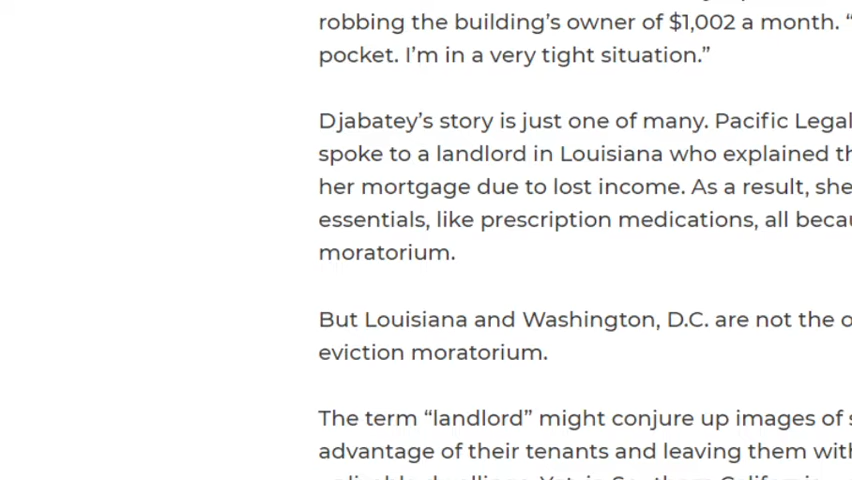 robbing the building's owner of $1,002 a month. "
pocket. I'm in a very tight situation."
Djabatey's story is just one of many. Pacific Legal
spoke to a landlord in Louisiana who explained th
her mortgage due to lost income. As a result, she
essentials, like prescription medications, all becau
moratorium.
But Louisiana and Washington, D.C. are not the o
eviction moratorium.
The term "landlord" might conjure up images of s
advantage of their tenants and leaving them with